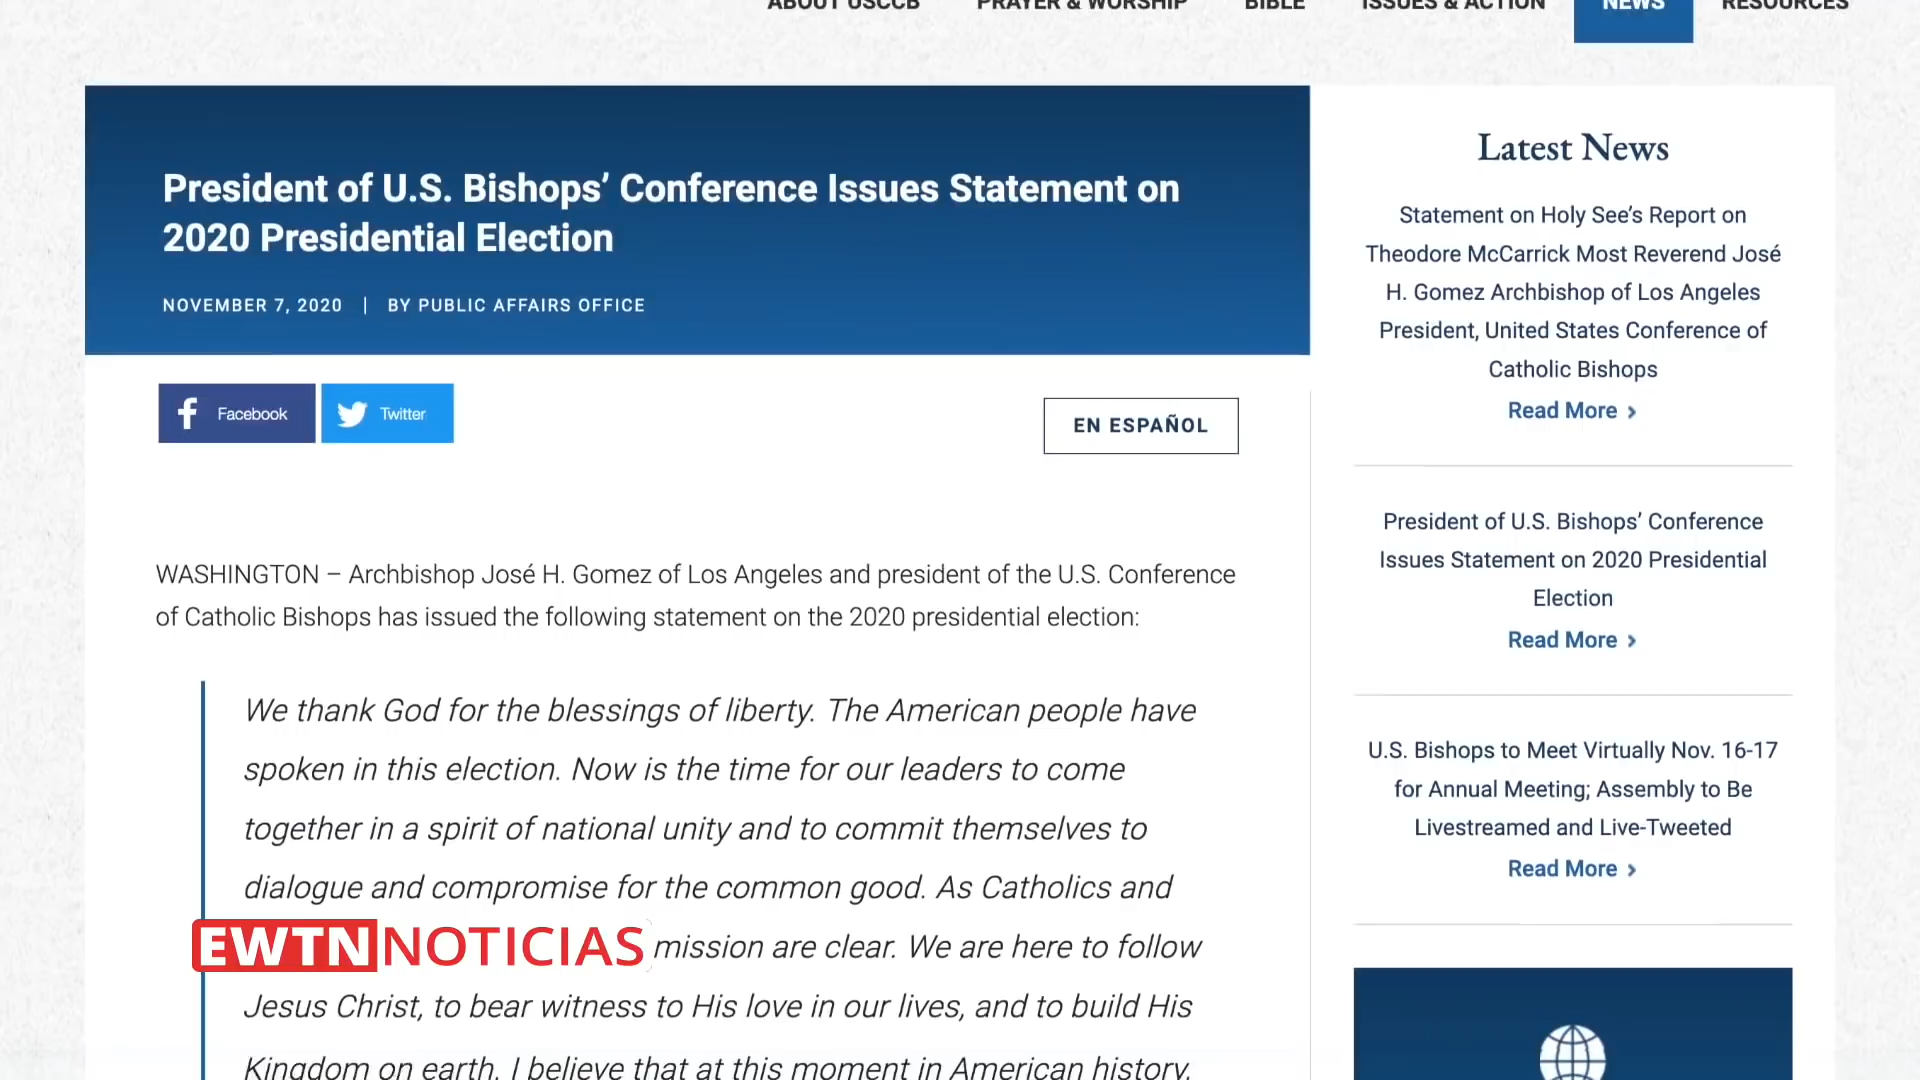 ABOUT USCCB PRAYER & WORSHIP BIBLE ISSUES & ACTION NEWS RESOURCES
President of U.S. Bishops’ Conference Issues Statement on
2020 Presidential Election
NOVEMBER 7, 2020 | BY PUBLIC AFFAIRS OFFICE
Facebook Twitter
EN ESPAÑOL
WASHINGTON – Archbishop José H. Gomez of Los Angeles and president of the U.S. Conference
of Catholic Bishops has issued the following statement on the 2020 presidential election:
We thank God for the blessings of liberty. The American people have
spoken in this election. Now is the time for our leaders to come
together in a spirit of national unity and to commit themselves to
dialogue and compromise for the common good. As Catholics and
EWTN NOTICIAS
mission are clear. We are here to follow
Jesus Christ, to bear witness to His love in our lives, and to build His
Kingdom on earth. I believe that at this moment in American history,
Latest News
Statement on Holy See’s Report on
Theodore McCarrick Most Reverend José
H. Gomez Archbishop of Los Angeles
President, United States Conference of
Catholic Bishops
Read More ›
President of U.S. Bishops’ Conference
Issues Statement on 2020 Presidential
Election
Read More ›
U.S. Bishops to Meet Virtually Nov. 16-17
for Annual Meeting; Assembly to Be
Livestreamed and Live-Tweeted
Read More ›